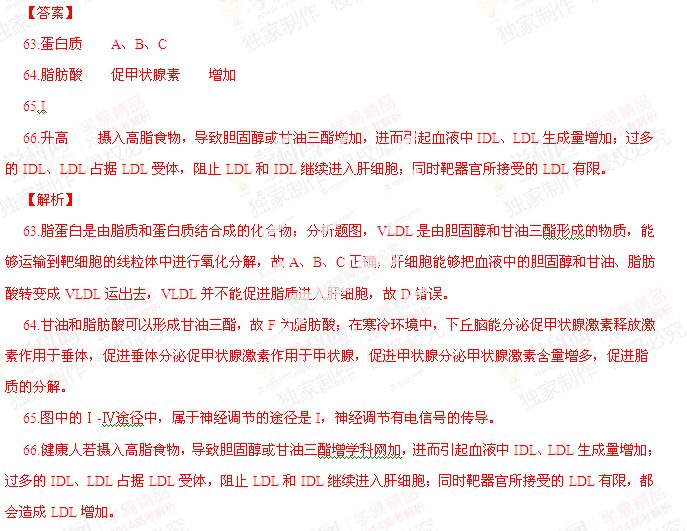 【答案】
63.蛋白质 A、B、C
64.脂肪酸 促甲状腺素 增加
65.I
66.升高 摄入高脂食物，导致胆固醇或甘油三酯增加，进而引起血液中 IDL、LDL 生成量增加；过多
的 IDL、LDL 占据 LDL 受体，阻止 LDL 和 IDL 继续进入肝细胞；同时靶器官所接受的 LDL 有限。
【解析】
63.脂蛋白是由脂质和蛋白质结合成的化合物；分析题图，VLDL 是由胆固醇和甘油三酯形成的物质，能
够运输到靶细胞的线粒体中进行氧化分解，故 A、B、C 正确；肝细胞能够把血液中的胆固醇和甘油、脂肪
酸转变成 VLDL 运出去，VLDL 并不能促进脂质进入肝细胞，故 D 错误。
64.甘油和脂肪酸可以形成甘油三酯，故 F 为脂肪酸；在寒冷环境中，下丘脑能分泌促甲状腺激素释放激
素作用于垂体，促进垂体分泌促甲状腺激素作用于甲状腺，促进甲状腺分泌甲状腺激素含量增多，促进脂
质的分解。
65.图中的Ⅰ-Ⅳ途径中，属于神经调节的途径是 I，神经调节有电信号的传导。
66.健康人若摄入高脂食物，导致胆固醇或甘油三酯增学科网加，进而引起血液中 IDL、LDL 生成量增加；
过多的 IDL、LDL 占据 LDL 受体，阻止 LDL 和 IDL 继续进入肝细胞；同时靶器官所接受的 LDL 有限，都
会造成 LDL 增加。